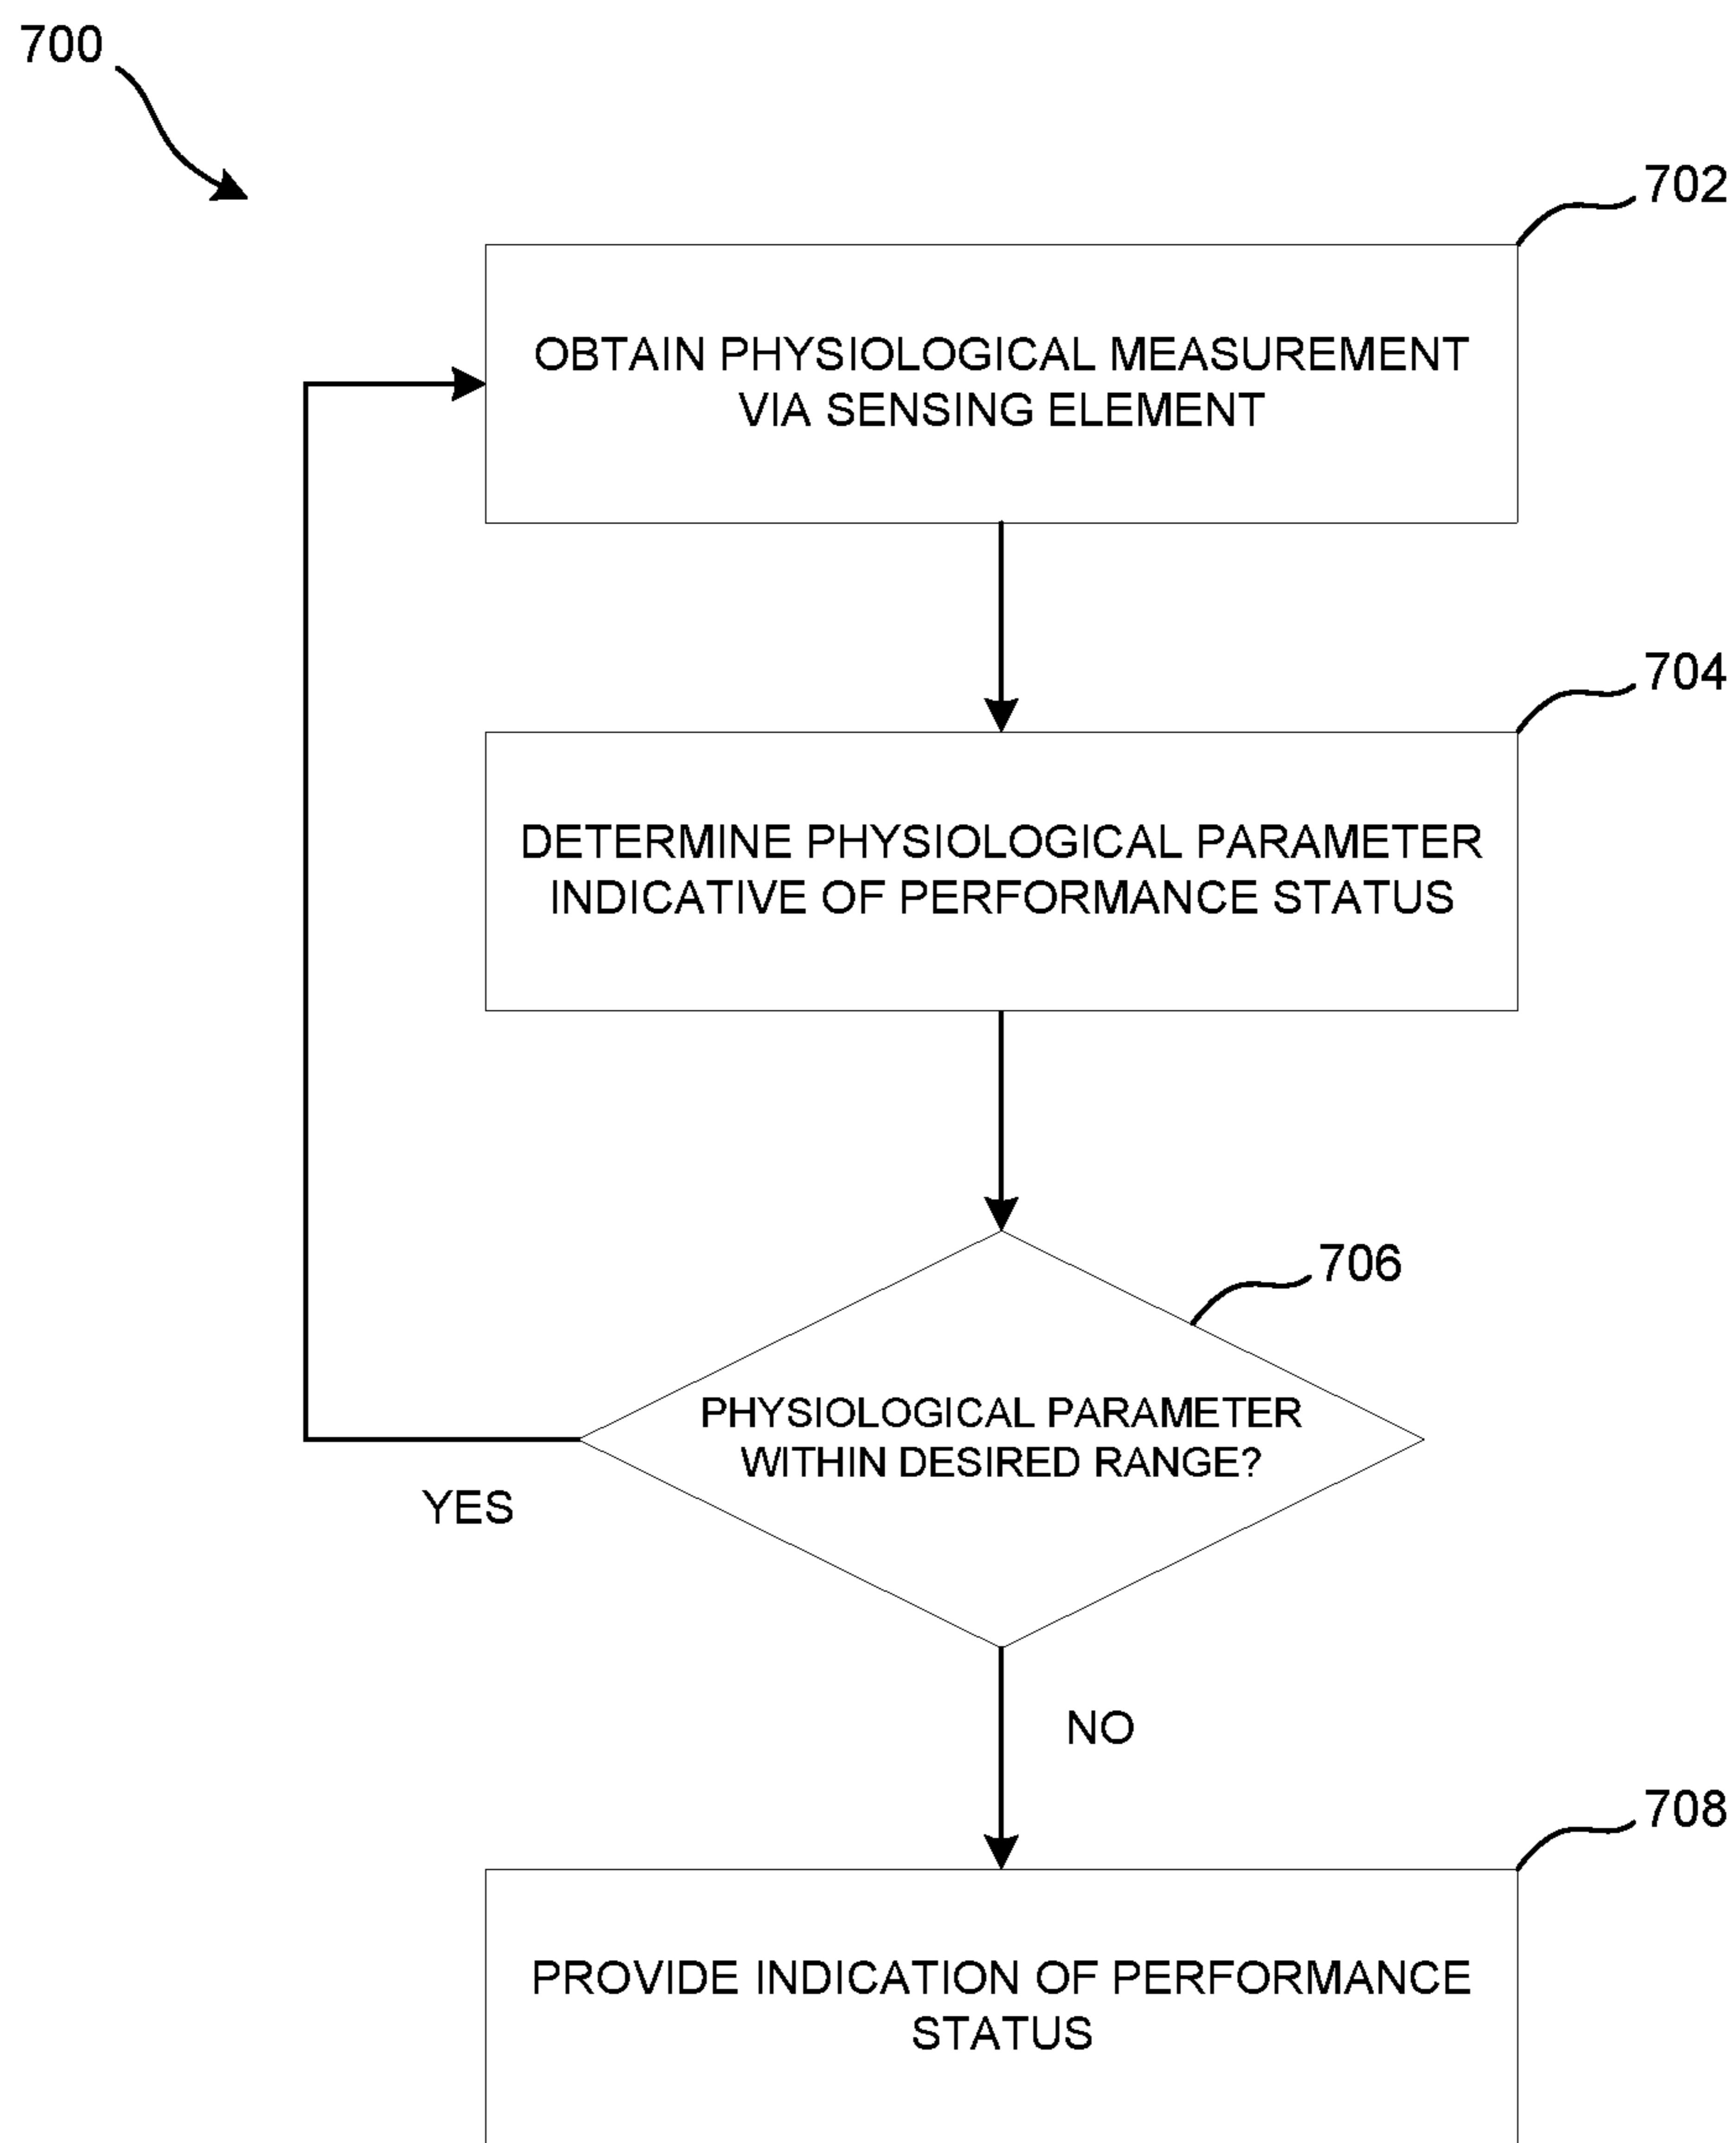 700
702
OBTAIN PHYSIOLOGICAL MEASUREMENT
VIA SENSING ELEMENT
704
DETERMINE PHYSIOLOGICAL PARAMETER
INDICATIVE OF PERFORMANCE STATUS
706
PHYSIOLOGICAL PARAMETER
WITHIN DESIRED RANGE?
YES
NO
708
PROVIDE INDICATION OF PERFORMANCE
STATUS